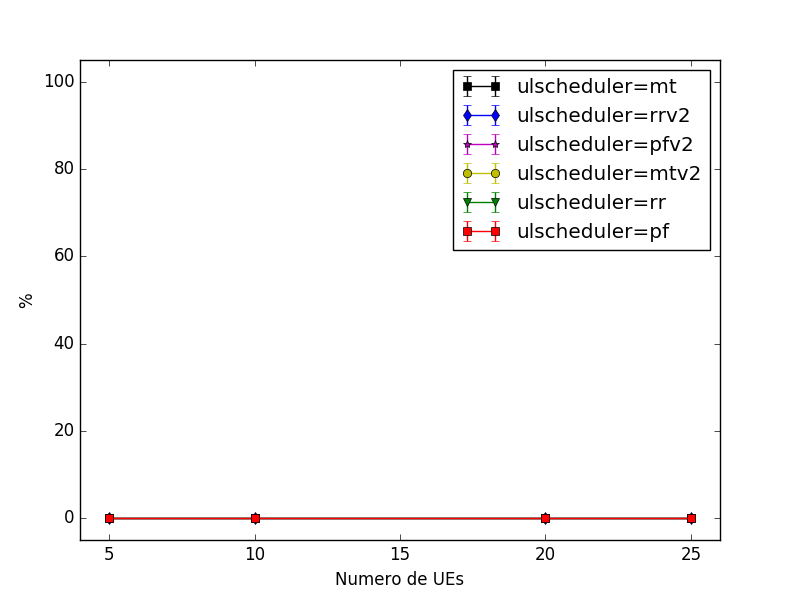 100
80
60
40
20
0
%
5 10 15 20 25
Numero de UEs
ulscheduler=mt
ulscheduler=rrv2
ulscheduler=pfv2
ulscheduler=mtv2
ulscheduler=rr
ulscheduler=pf